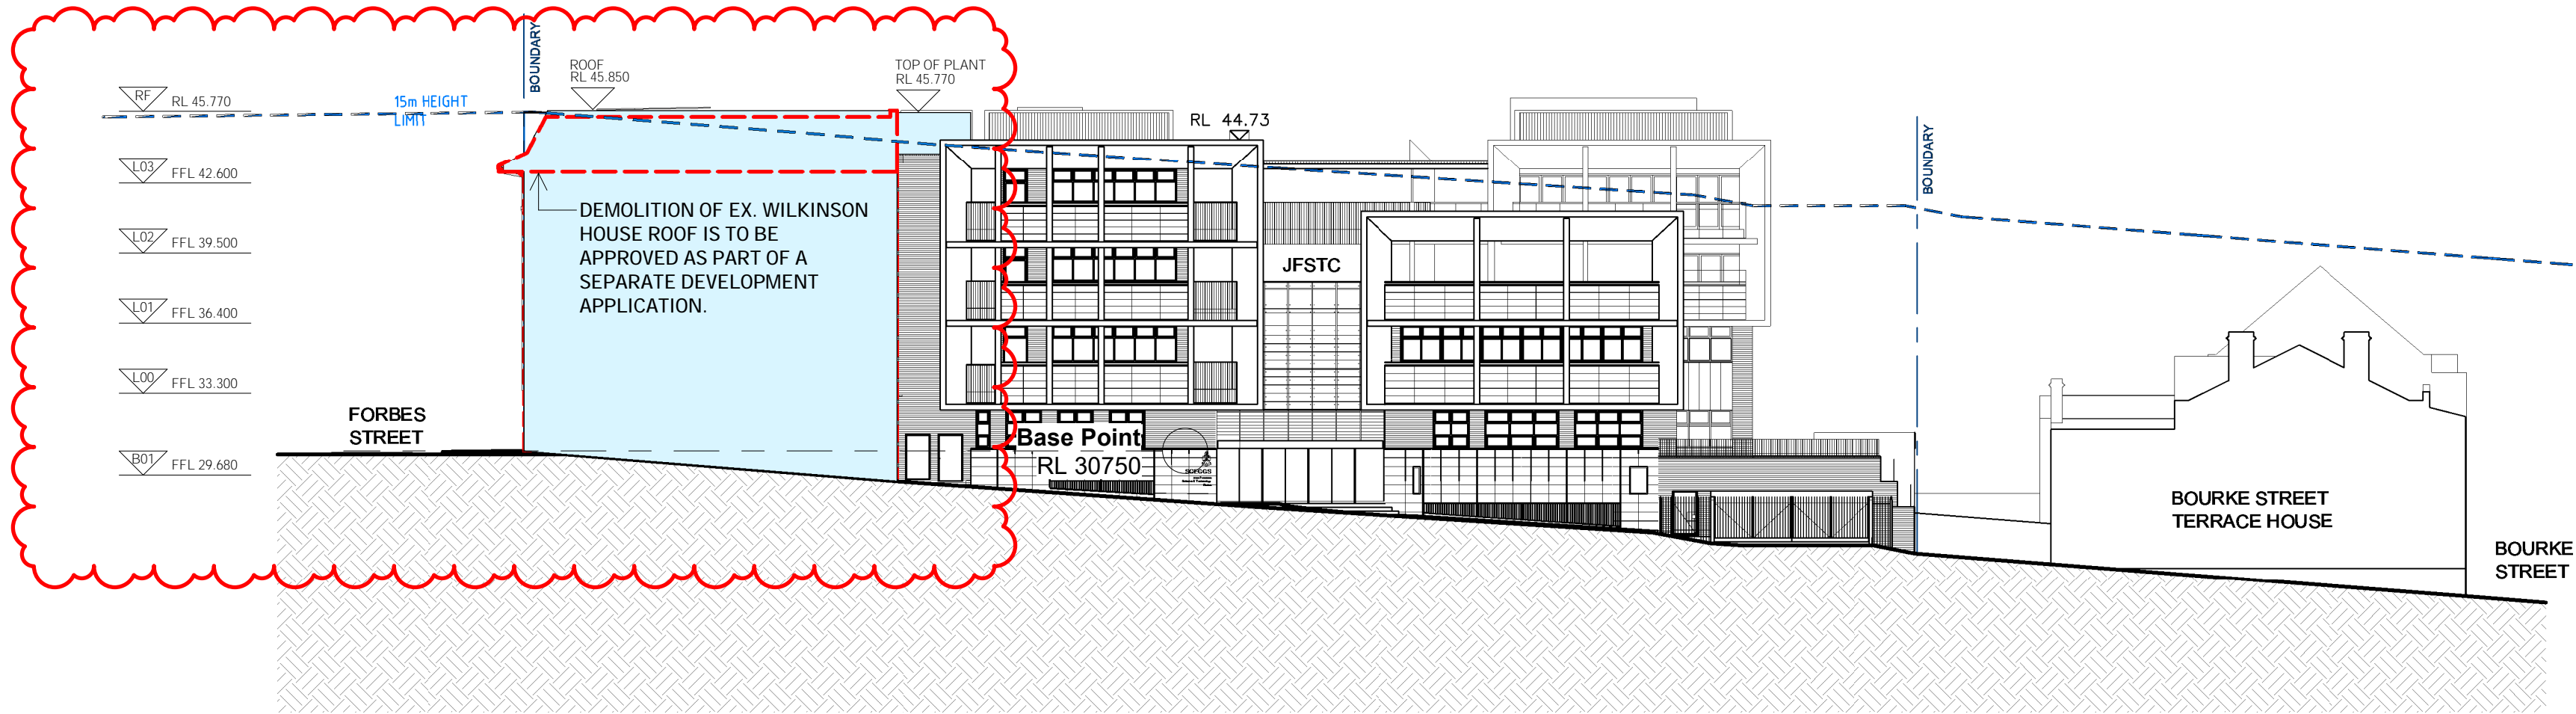 BOUNDARY
ROOF
RL 45.850
TOP OF PLANT
RL 45.770
RF RL 45.770
15m HEIGHT
LIMIT
RL 44.73
BOUNDARY
L03 FFL 42.600
DEMOLITION OF EX. WILKINSON
HOUSE ROOF IS TO BE
APPROVED AS PART OF A
SEPARATE DEVELOPMENT
APPLICATION.
L02 FFL 39.500
JFSTC
L01 FFL 36.400
L00 FFL 33.300
FORBES
STREET
B01 FFL 29.680
Base Point
RL 30750
SCEGGS
BOURKE STREET
TERRACE HOUSE
BOURKE
STREET